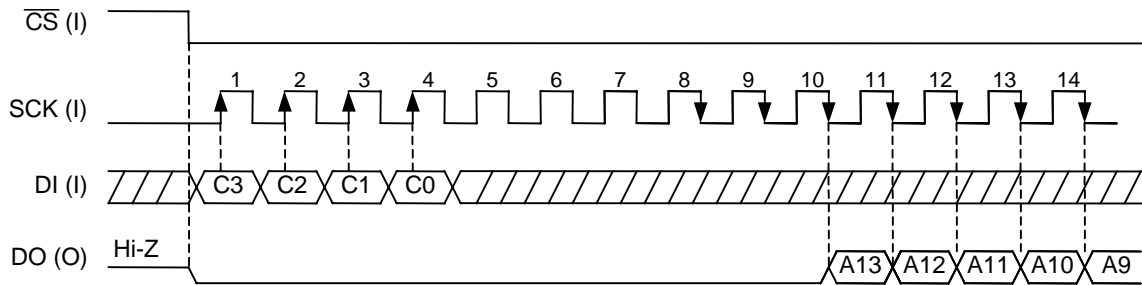 CS (I)
1 2 3 4 5 6 7 8 9 10 11 12 13 14
SCK (I)
DI (I) C3 C2 C1 C0
Hi-Z
DO (O) A13 A12 A11 A10 A9